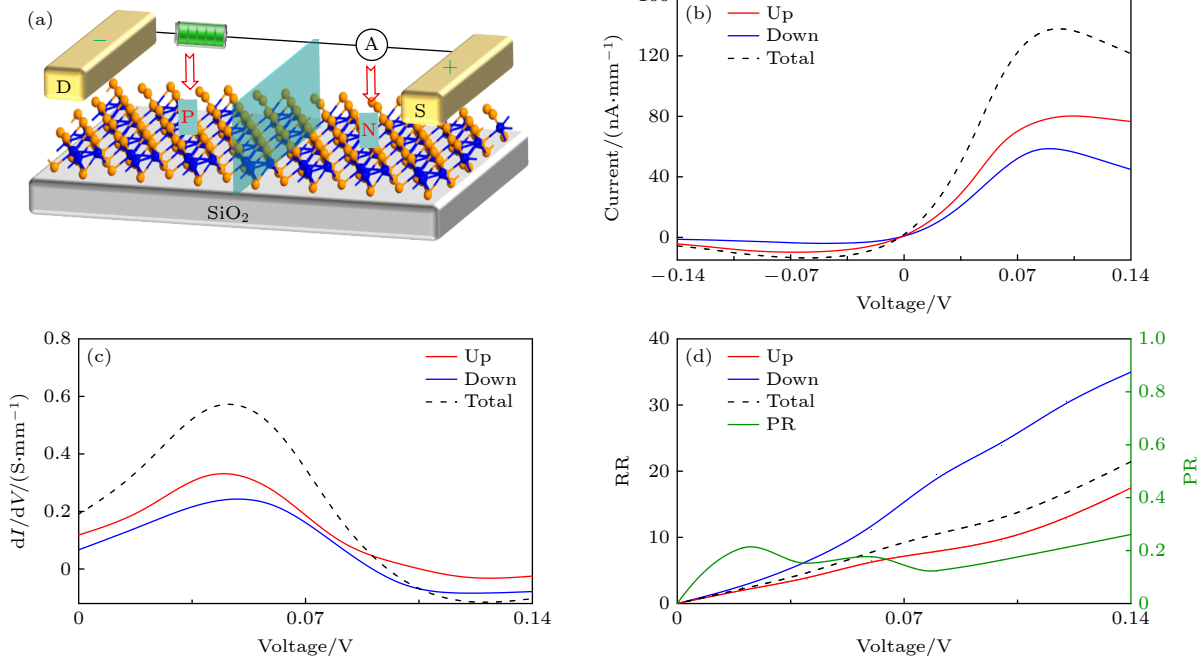 (a)
−
A
+
D
P
S
N
SiO₂
(b)
Up
Down
Total
120
80
40
0
Current/(nA·mm⁻¹)
−0.14
−0.07
0
0.07
0.14
Voltage/V
(c)
Up
Down
Total
0.8
0.6
0.4
0.2
0
dI/dV/(S·mm⁻¹)
0
0.07
0.14
Voltage/V
(d)
Up
Down
Total
PR
40
30
20
10
0
RR
1.0
0.8
0.6
0.4
0.2
0
PR
0
0.07
0.14
Voltage/V